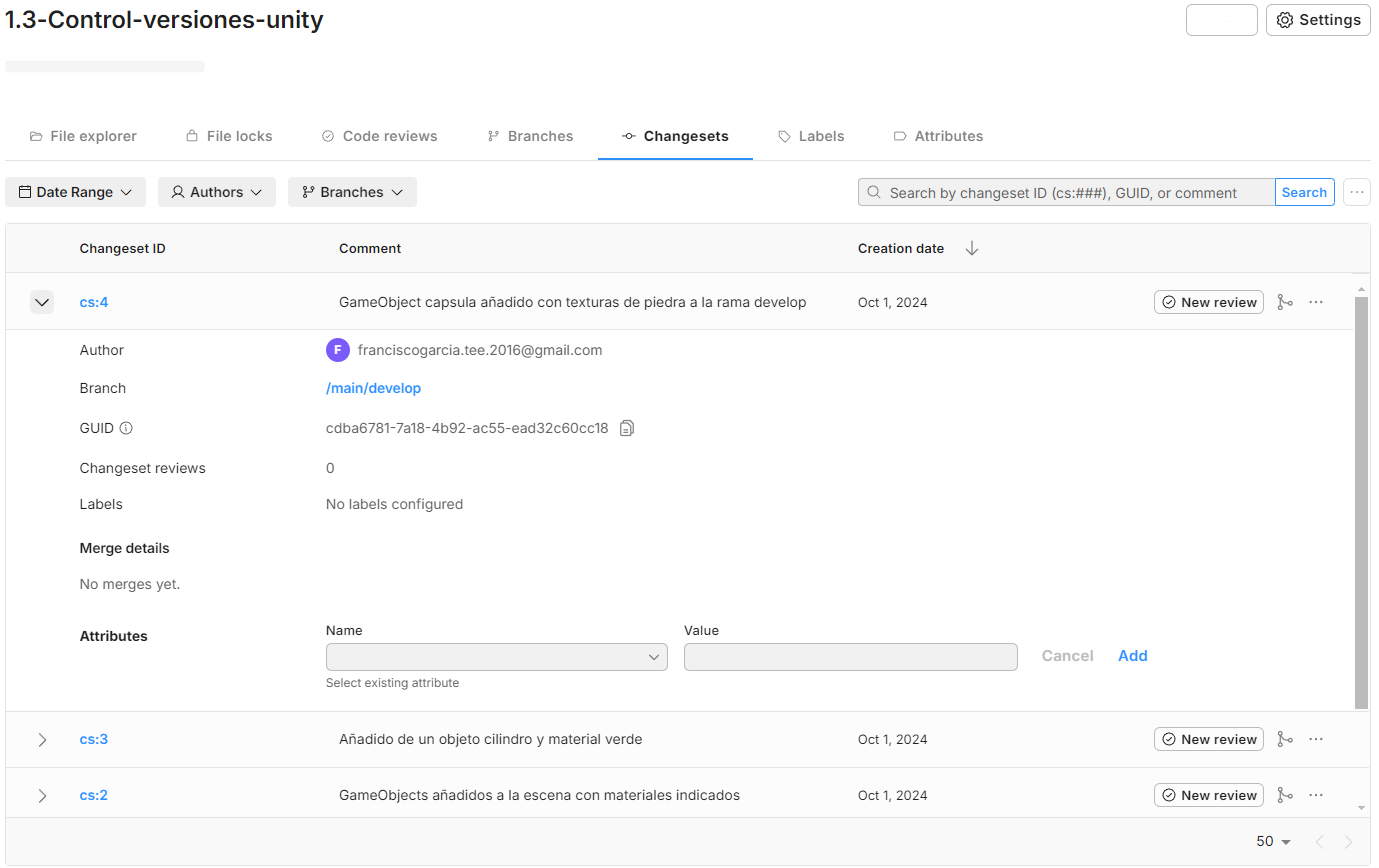 1.3-Control-versiones-unity
Settings
File explorer File locks Code reviews Branches Changesets Labels Attributes
Date Range Authors Branches Search by changeset ID (cs:###), GUID, or comment Search
Changeset ID Comment Creation date
cs:4 GameObject capsula añadido con texturas de piedra a la rama develop Oct 1, 2024 New review
Author F franciscogarcia.tee.2016@gmail.com
Branch /main/develop
GUID cdba6781-7a18-4b92-ac55-ead32c60cc18
Changeset reviews 0
Labels No labels configured
Merge details
No merges yet.
Attributes Name Value
Cancel Add
Select existing attribute
cs:3 Añadido de un objeto cilindro y material verde Oct 1, 2024 New review
cs:2 GameObjects añadidos a la escena con materiales indicados Oct 1, 2024 New review
50